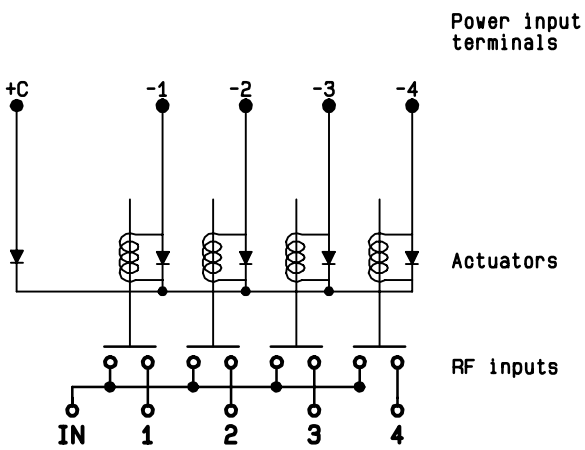 Power input
terminals
+C -1 -2 -3 -4
Actuators
RF inputs
IN 1 2 3 4